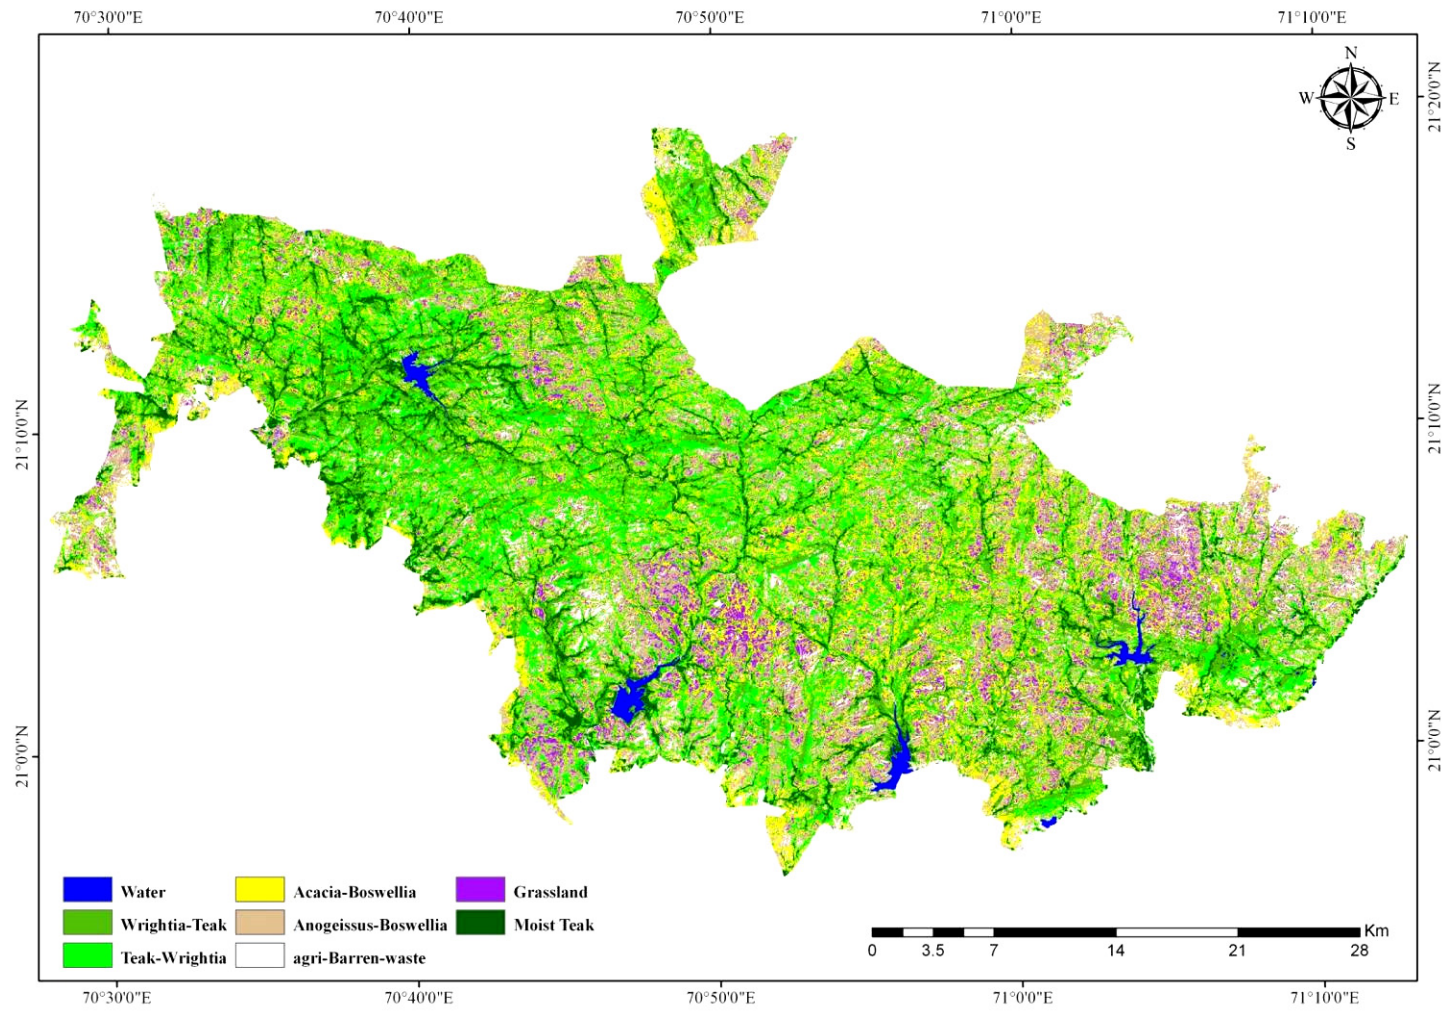 70°30'0"E 70°40'0"E 70°50'0"E 71°0'0"E 71°10'0"E
N
W E
S
21°20'0"N
21°10'0"N 21°10'0"N
21°0'0"N 21°0'0"N
Water Acacia-Boswellia Grassland
Wrightia-Teak Anogeissus-Boswellia Moist Teak
Teak-Wrightia agri-Barren-waste
Km
0 3.5 7 14 21 28
70°30'0"E 70°40'0"E 70°50'0"E 71°0'0"E 71°10'0"E